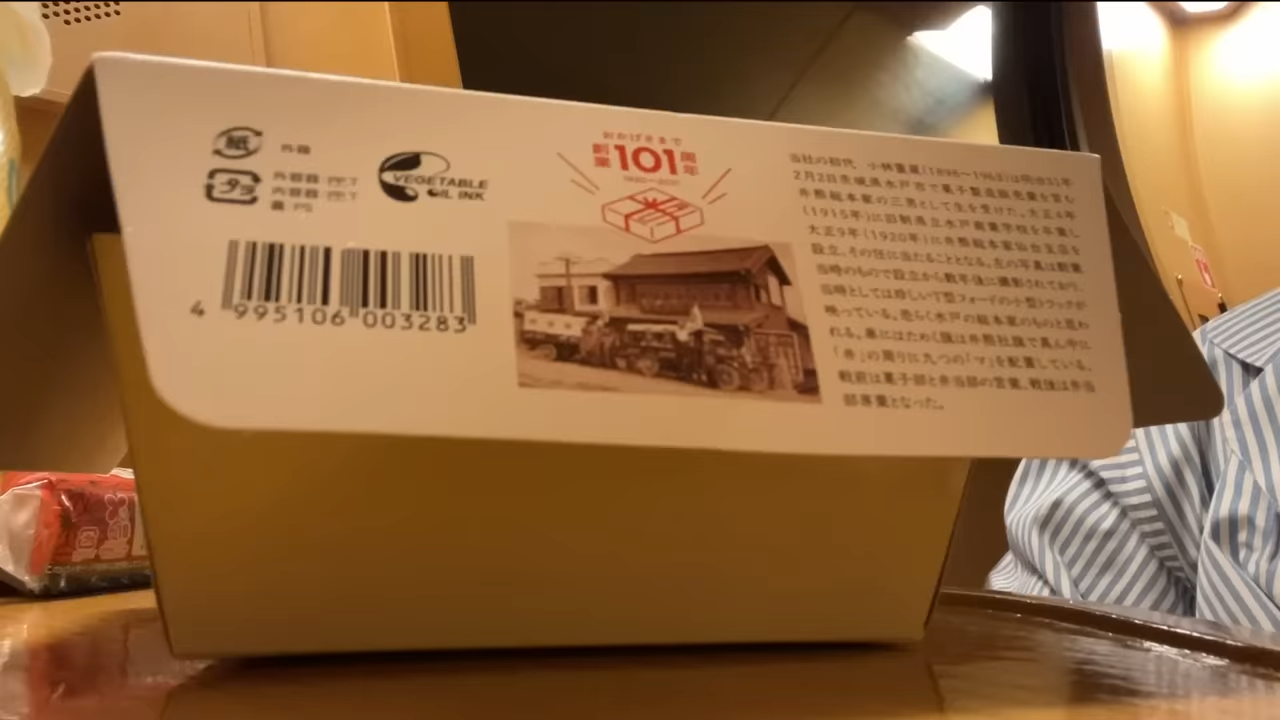 紙
外箱
プラ
外容器:PP.T
内容器:PP.T
蓋:PS
VEGETABLE
OIL INK
4 995106 003283
おかげさまで
創業101周年
1920〜2021
当社の初代 小林
2月2日茨城県水戸市で菓子製造販売業を営む
井熊総本家の三男として生を受けた。大正4年
(1915年)に旧制県立水戸商業学校を卒業し
大正9年(1920年)に井熊総本家仙台支店を
設立、その任に当たることとなる。左の写真は創業
当時のもので設立から数年後に撮影されており、
当時としては珍しいT型フォードの小型トラックが
映っている。恐らく水戸の総本家のものと思わ
れる。車にはためく旗は井熊社旗で真ん中に
「井」の周りに九つの「マ」を配置している。
戦前は菓子部と弁当部の営業、戦後は弁当
部専業となった。